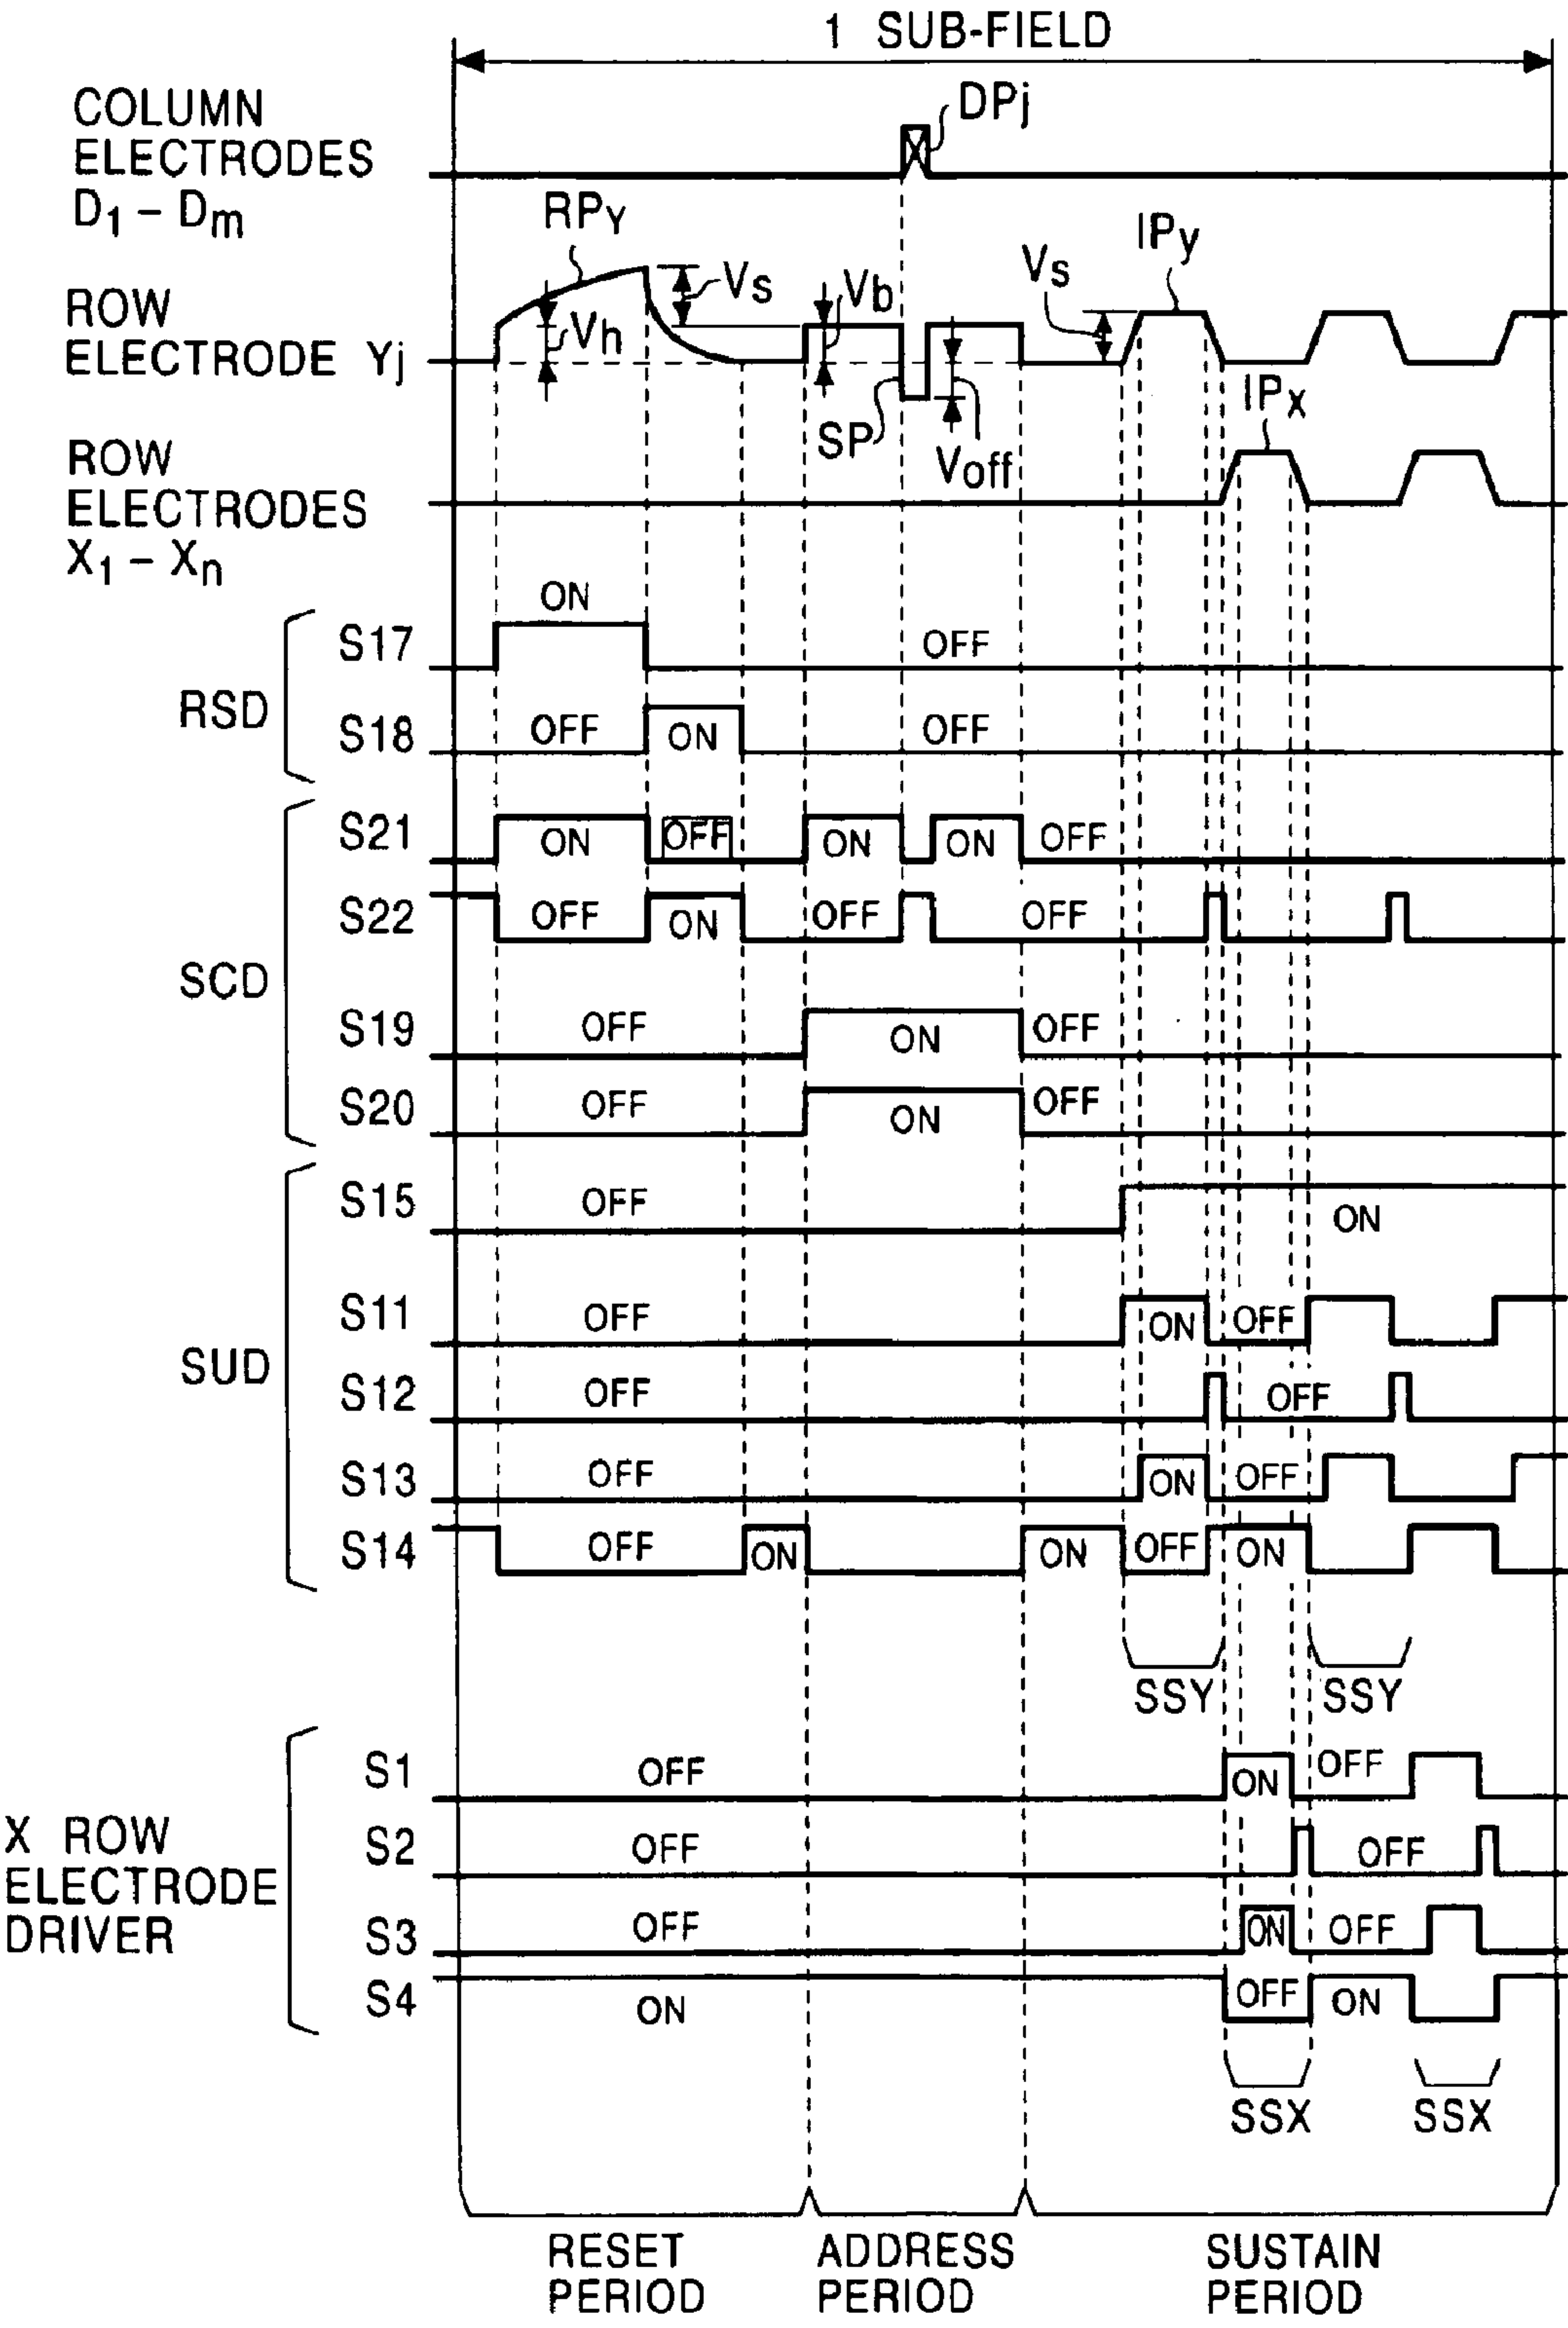 1 SUB-FIELD
COLUMN
ELECTRODES
D1 – Dm
DPj
RPY
Vs
Vb
Vh
Vs
IPy
ROW
ELECTRODE Yj
SP
Voff
IPX
ROW
ELECTRODES
X1 – Xn
RSD
S17 ON OFF
S18 OFF ON OFF
SCD
S21 ON OFF ON ON OFF
S22 OFF ON OFF OFF
S19 OFF ON OFF
S20 OFF ON OFF
SUD
S15 OFF ON
S11 OFF ON OFF
S12 OFF OFF
S13 OFF ON OFF
S14 OFF ON ON OFF ON
SSY SSY
X ROW
ELECTRODE
DRIVER
S1 OFF ON OFF
S2 OFF OFF
S3 OFF ON OFF
S4 ON OFF ON
SSX SSX
RESET
PERIOD
ADDRESS
PERIOD
SUSTAIN
PERIOD